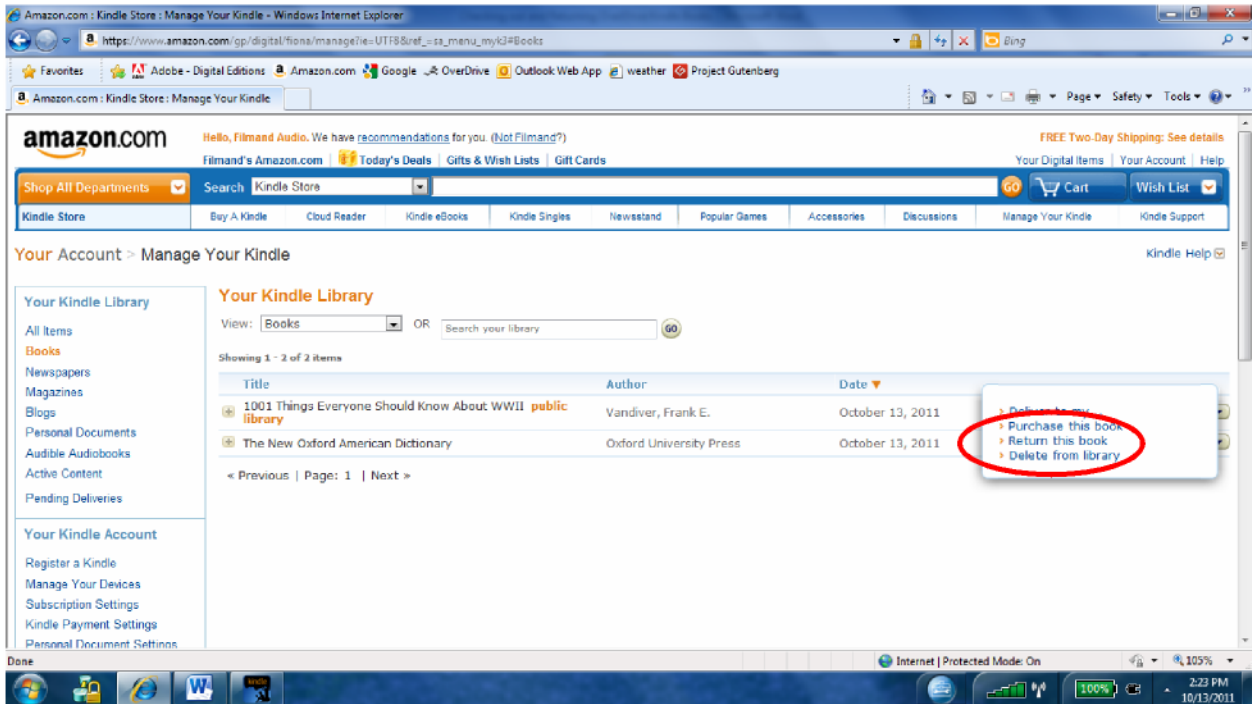 Amazon.com : Kindle Store : Manage Your Kindle - Windows Internet Explorer
https://www.amazon.com/gp/digital/fiona/manage?ie=UTF8&ref_=sa_menu_myk3#Books
Bing
Favorites Adobe - Digital Editions Amazon.com Google OverDrive Outlook Web App weather Project Gutenberg
Amazon.com : Kindle Store : Manage Your Kindle
Page Safety Tools
amazon.com
Hello, Filmand Audio. We have recommendations for you. (Not Filmand?)
FREE Two-Day Shipping: See details
Filmand's Amazon.com | Today's Deals | Gifts & Wish Lists | Gift Cards
Your Digital Items | Your Account | Help
Shop All Departments Search Kindle Store GO Cart Wish List
Kindle Store Buy A Kindle Cloud Reader Kindle eBooks Kindle Singles Newsstand Popular Games Accessories Discussions Manage Your Kindle Kindle Support
Your Account > Manage Your Kindle
Kindle Help
Your Kindle Library
All Items
Books
Newspapers
Magazines
Blogs
Personal Documents
Audible Audiobooks
Active Content
Pending Deliveries
Your Kindle Account
Register a Kindle
Manage Your Devices
Subscription Settings
Kindle Payment Settings
Personal Document Settings
Your Kindle Library
View: Books OR Search your library GO
Showing 1 - 2 of 2 items
Title Author Date
1001 Things Everyone Should Know About WWII public
library
Vandiver, Frank E. October 13, 2011
The New Oxford American Dictionary Oxford University Press October 13, 2011
« Previous | Page: 1 | Next »
› Deliver to my...
› Purchase this book
› Return this book
› Delete from library
Done
Internet | Protected Mode: On
105%
kindle
100%
2:23 PM
10/13/2011